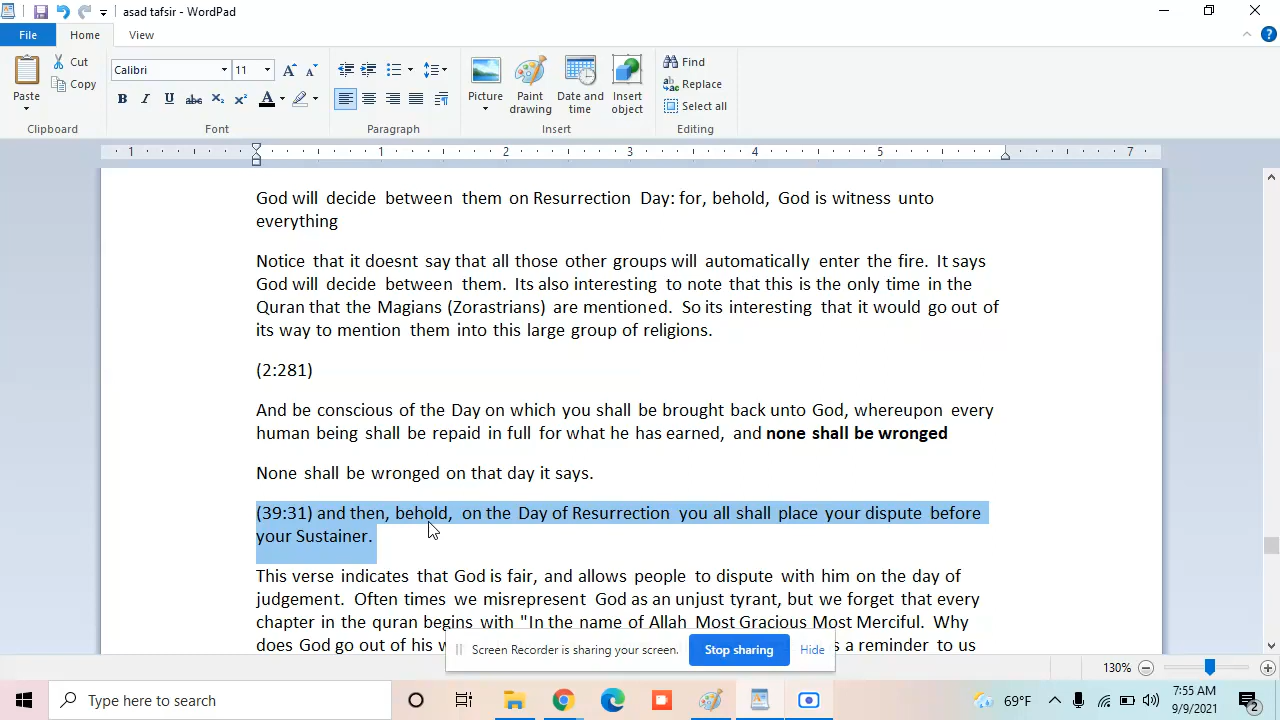 asad tafsir - WordPad
File
Home
View
Paste
Cut
Copy
Clipboard
Calibri
11
B I U abc X₂ X² A
Font
Paragraph
Picture
Paint drawing
Date and time
Insert object
Insert
Find
Replace
Select all
Editing
1 1 2 3 4 5 7
God will decide between them on Resurrection Day: for, behold, God is witness unto
everything
Notice that it doesnt say that all those other groups will automatically enter the fire. It says
God will decide between them. Its also interesting to note that this is the only time in the
Quran that the Magians (Zorastrians) are mentioned. So its interesting that it would go out of
its way to mention them into this large group of religions.
(2:281)
And be conscious of the Day on which you shall be brought back unto God, whereupon every
human being shall be repaid in full for what he has earned, and none shall be wronged
None shall be wronged on that day it says.
(39:31) and then, behold, on the Day of Resurrection you all shall place your dispute before
your Sustainer.
This verse indicates that God is fair, and allows people to dispute with him on the day of
judgement. Often times we misrepresent God as an unjust tyrant, but we forget that every
chapter in the quran begins with "In the name of Allah Most Gracious Most Merciful. Why
does God go out of his w
s a reminder to us
Screen Recorder is sharing your screen.
Stop sharing
Hide
130%
Type here to search
69°F
7:55 AM
9/9/2021
2